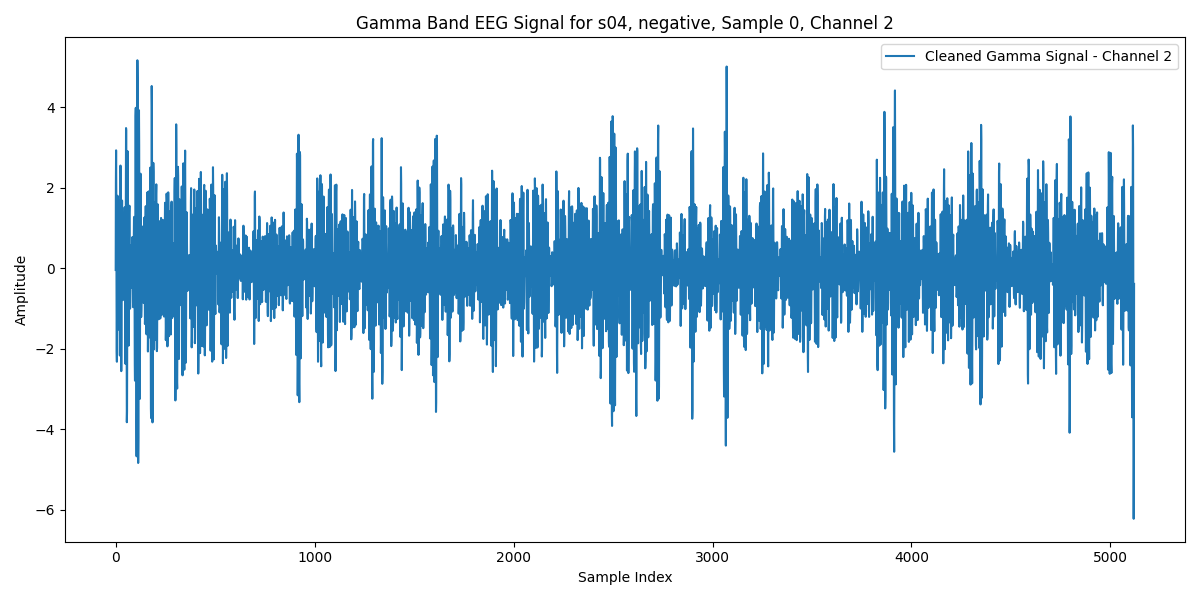 Gamma Band EEG Signal for s04, negative, Sample 0, Channel 2
Cleaned Gamma Signal - Channel 2
Amplitude
4
2
0
−2
−4
−6
0 1000 2000 3000 4000 5000
Sample Index